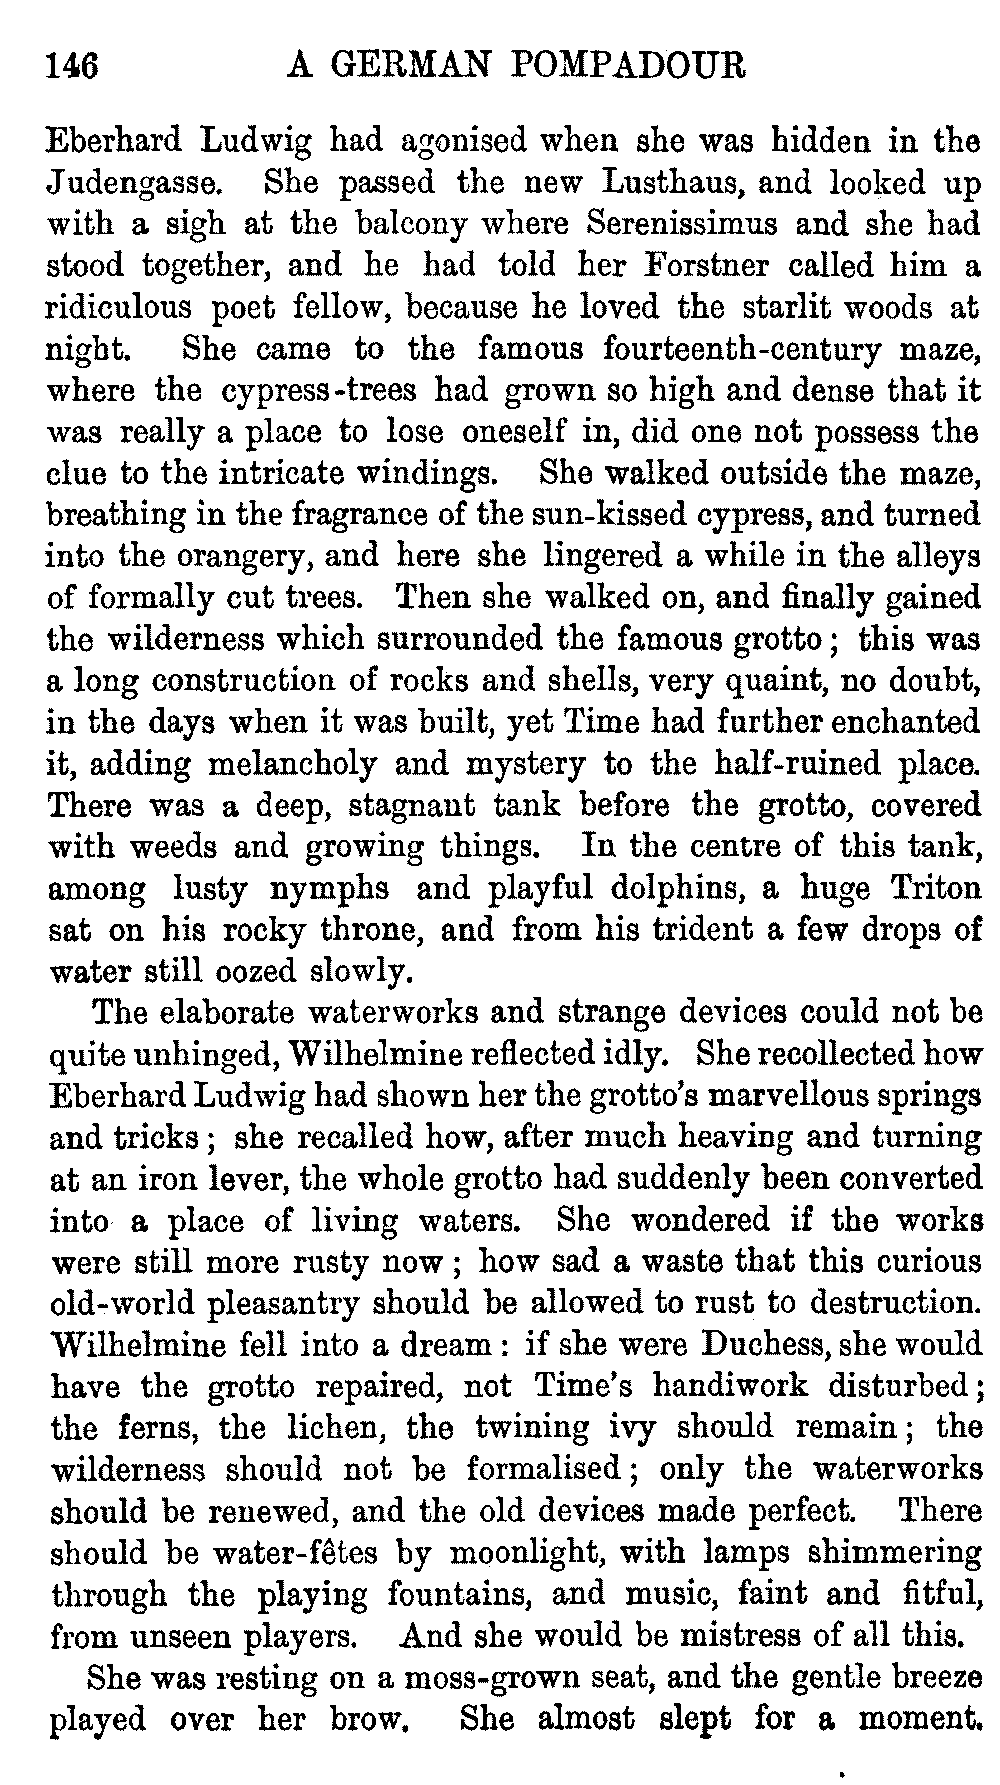 146 A GERMAN POMPADOUR
Eberhard Ludwig had agonised when she was hidden in the
Judengasse. She passed the new Lusthaus, and looked up
with a sigh at the balcony where Serenissimus and she had
stood together, and he had told her Forstner called him a
ridiculous poet fellow, because he loved the starlit woods at
night. She came to the famous fourteenth-century maze,
where the cypress-trees had grown so high and dense that it
was really a place to lose oneself in, did one not possess the
clue to the intricate windings. She walked outside the maze,
breathing in the fragrance of the sun-kissed cypress, and turned
into the orangery, and here she lingered a while in the alleys
of formally cut trees. Then she walked on, and finally gained
the wilderness which surrounded the famous grotto; this was
a long construction of rocks and shells, very quaint, no doubt,
in the days when it was built, yet Time had further enchanted
it, adding melancholy and mystery to the half-ruined place.
There was a deep, stagnant tank before the grotto, covered
with weeds and growing things. In the centre of this tank,
among lusty nymphs and playful dolphins, a huge Triton
sat on his rocky throne, and from his trident a few drops of
water still oozed slowly.
The elaborate waterworks and strange devices could not be
quite unhinged, Wilhelmine reflected idly. She recollected how
Eberhard Ludwig had shown her the grotto's marvellous springs
and tricks; she recalled how, after much heaving and turning
at an iron lever, the whole grotto had suddenly been converted
into a place of living waters. She wondered if the works
were still more rusty now; how sad a waste that this curious
old-world pleasantry should be allowed to rust to destruction.
Wilhelmine fell into a dream: if she were Duchess, she would
have the grotto repaired, not Time's handiwork disturbed;
the ferns, the lichen, the twining ivy should remain; the
wilderness should not be formalised; only the waterworks
should be renewed, and the old devices made perfect. There
should be water-fêtes by moonlight, with lamps shimmering
through the playing fountains, and music, faint and fitful,
from unseen players. And she would be mistress of all this.
She was resting on a moss-grown seat, and the gentle breeze
played over her brow. She almost slept for a moment.